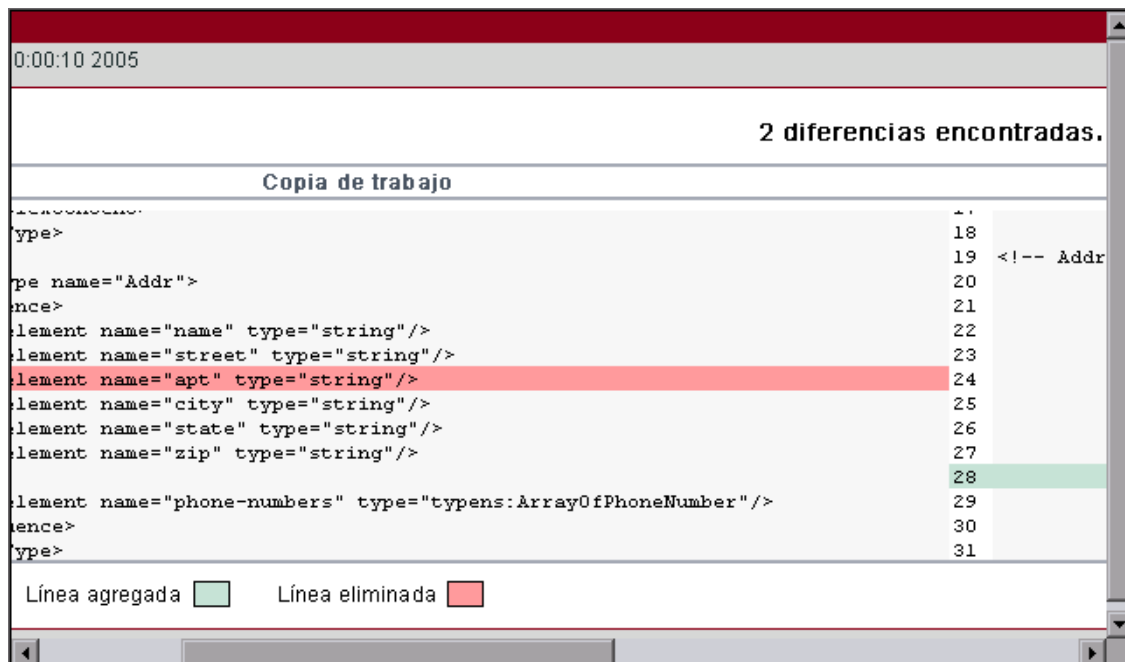 0:00:10 2005
2 diferencias encontradas.
Copia de trabajo
ype>
18
19 <!-- Addr
pe name="Addr">
20
nce>
21
lement name="name" type="string"/>
22
lement name="street" type="string"/>
23
lement name="apt" type="string"/>
24
lement name="city" type="string"/>
25
lement name="state" type="string"/>
26
lement name="zip" type="string"/>
27
28
lement name="phone-numbers" type="typens:ArrayOfPhoneNumber"/>
29
ence>
30
ype>
31
Línea agregada
Línea eliminada